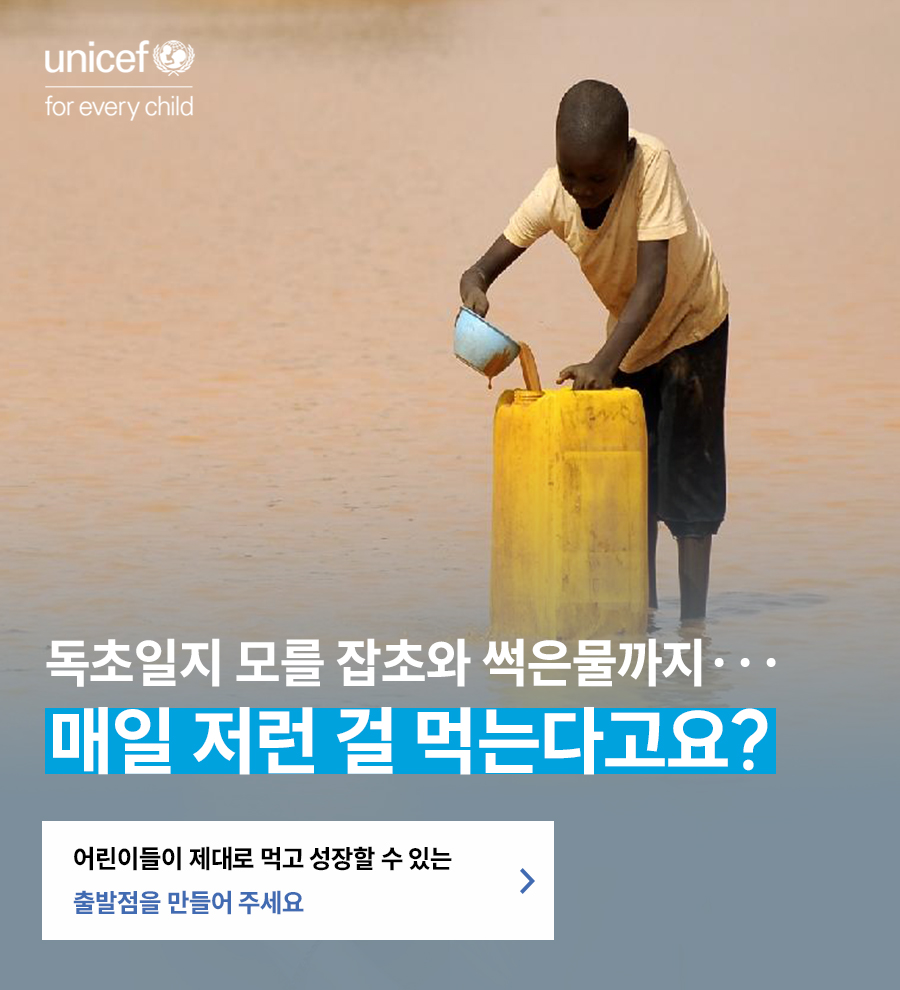 unicef
for every child
독초일지 모를 잡초와 썩은물까지···
매일 저런 걸 먹는다고요?
어린이들이 제대로 먹고 성장할 수 있는
출발점을 만들어 주세요